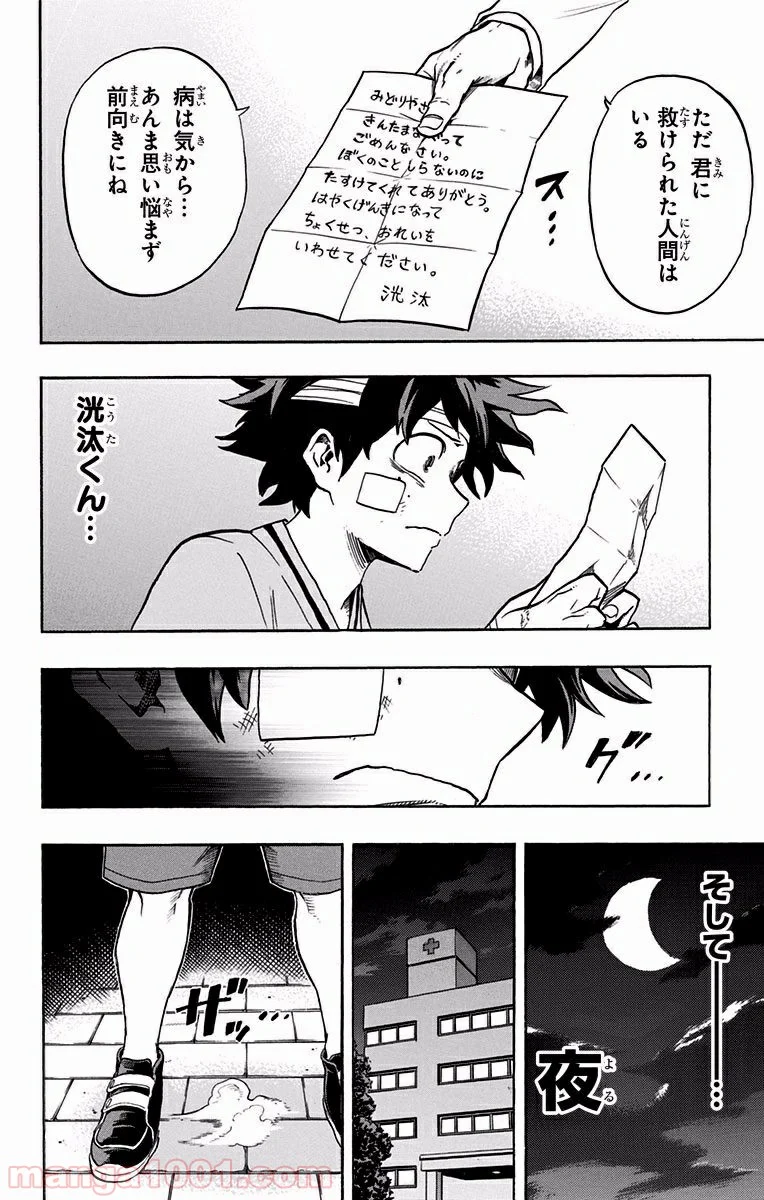 ただ 君に
救けられた人間は
いる
ス…
みどりやさ
きんたま
ごめんなさい。
ぼくのことしらないのに
たすけてくれてありがとう。
はやくげんきになって
ちょくせつ、おれいを
いわせてください。
洸汰
病は気から…
あんま思い悩まず
前向きにね
洸汰くん…
グ…
そして――…
夜
ザッ…
manga1001.com